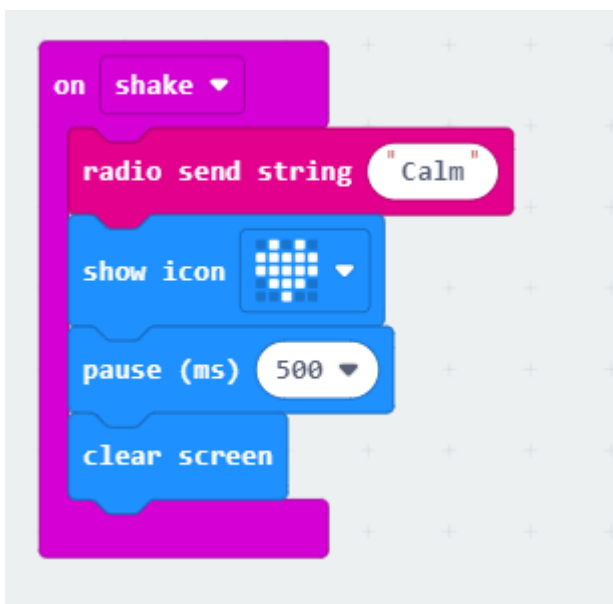 on shake
radio send string "Calm"
show icon
pause (ms) 500
clear screen